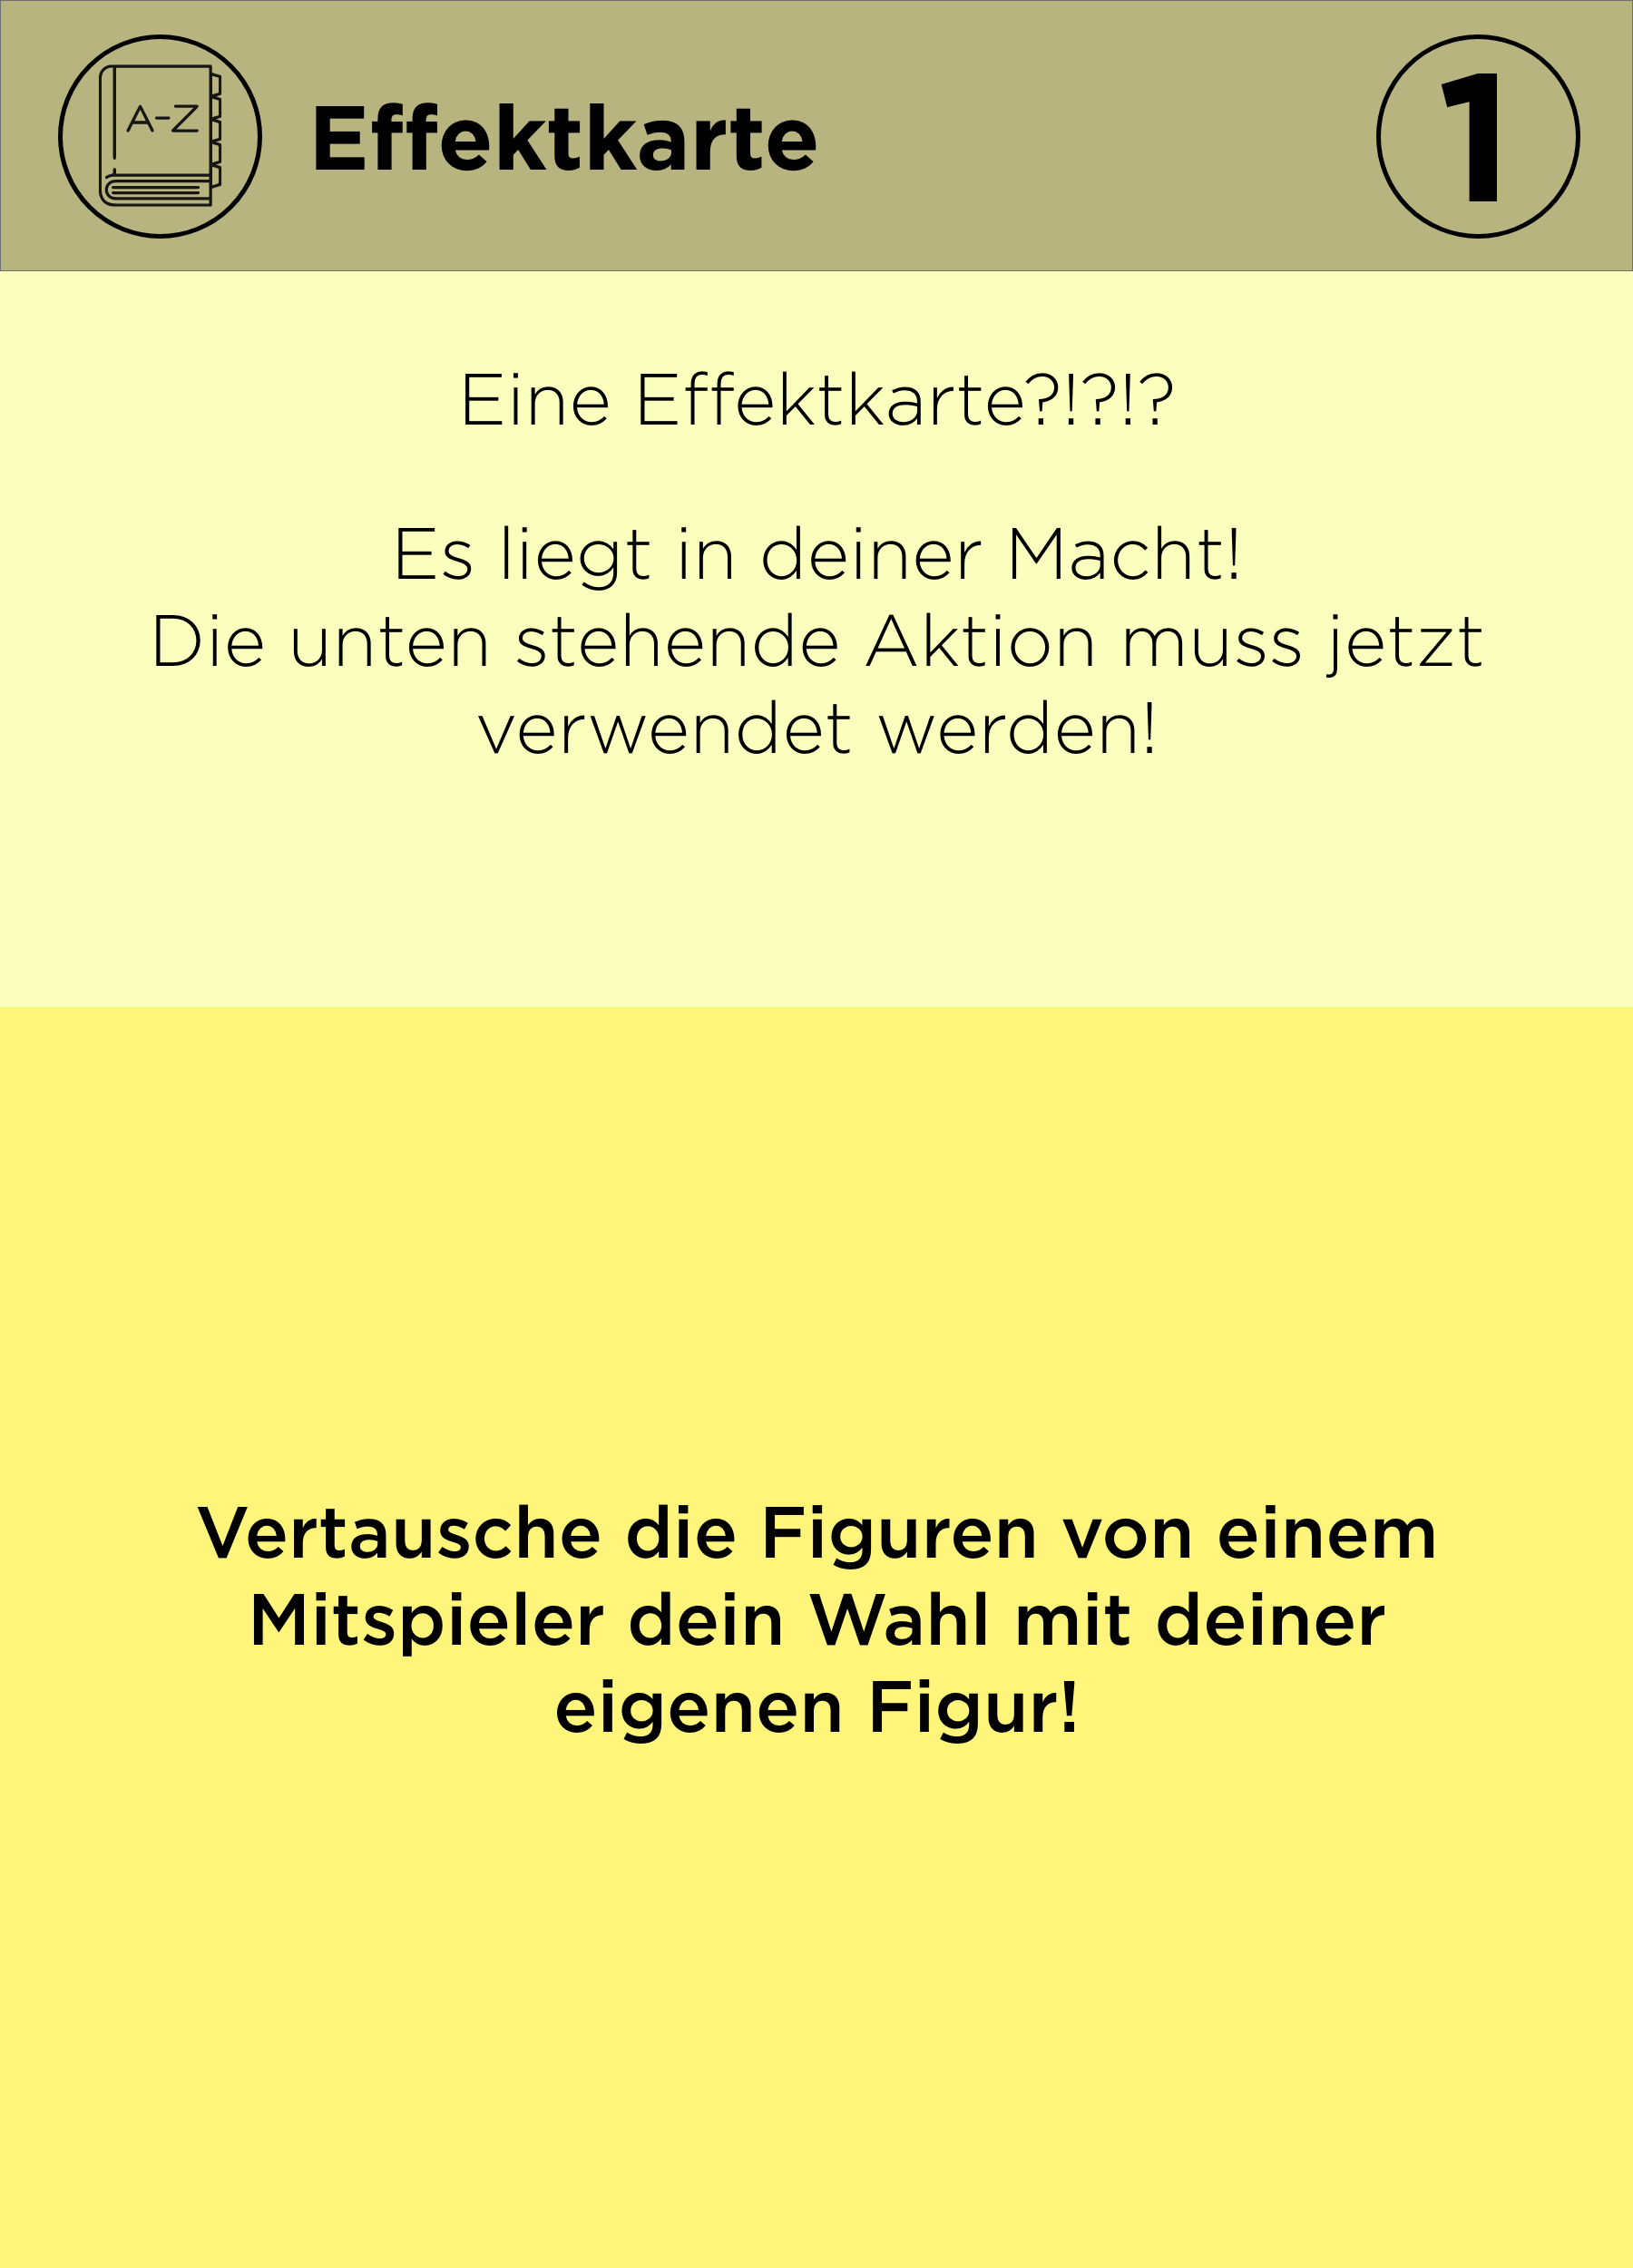 A-Z
Effektkarte
1
Eine Effektkarte?!?!?
Es liegt in deiner Macht!
Die unten stehende Aktion muss jetzt
verwendet werden!
Vertausche die Figuren von einem
Mitspieler dein Wahl mit deiner
eigenen Figur!